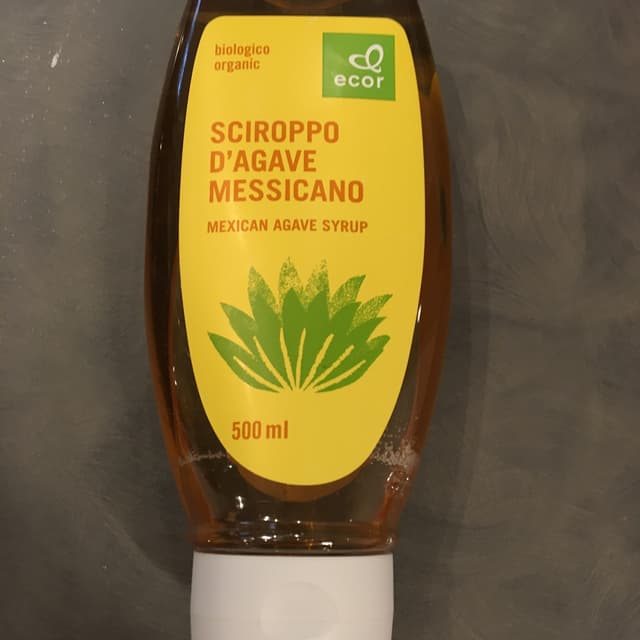 biologico
organic
ecor
SCIROPPO
D'AGAVE
MESSICANO
MEXICAN AGAVE SYRUP
500 ml